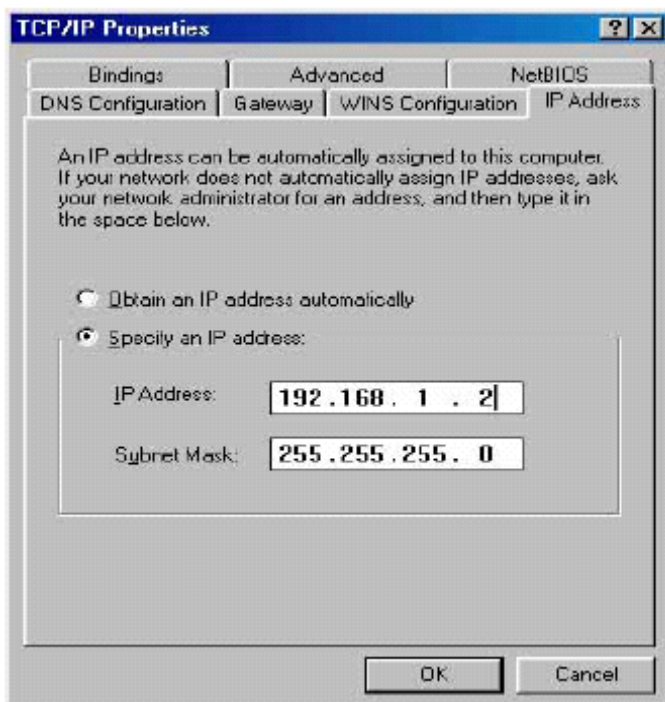 TCP/IP Properties
Bindings Advanced NetBIOS
DNS Configuration Gateway WINS Configuration IP Address
An IP address can be automatically assigned to this computer.
If your network does not automatically assign IP addresses, ask
your network administrator for an address, and then type it in
the space below.
Obtain an IP address automatically
Specify an IP address:
IP Address: 192.168. 1 . 2
Subnet Mask: 255.255.255. 0
OK Cancel